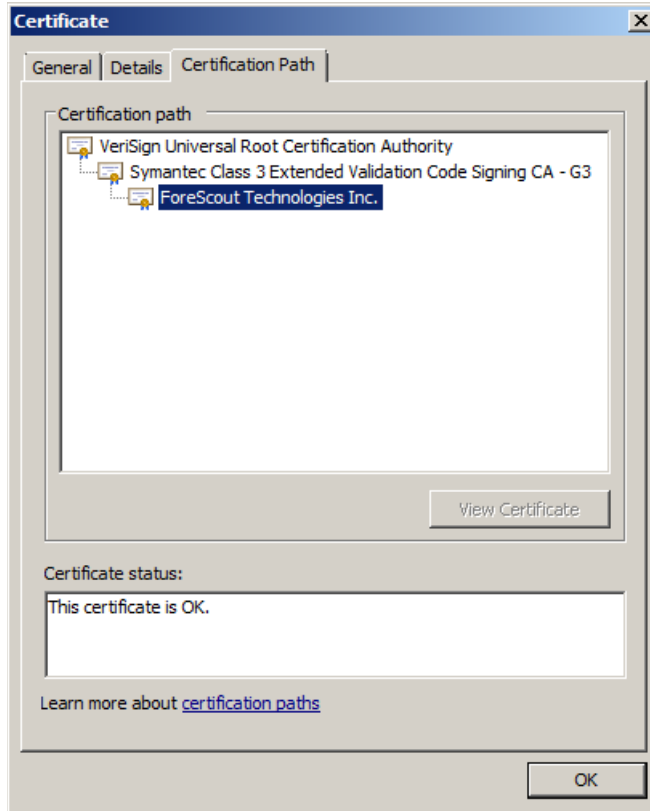 Certificate
General
Details
Certification Path
Certification path
VeriSign Universal Root Certification Authority
Symantec Class 3 Extended Validation Code Signing CA - G3
ForeScout Technologies Inc.
View Certificate
Certificate status:
This certificate is OK.
Learn more about certification paths
OK